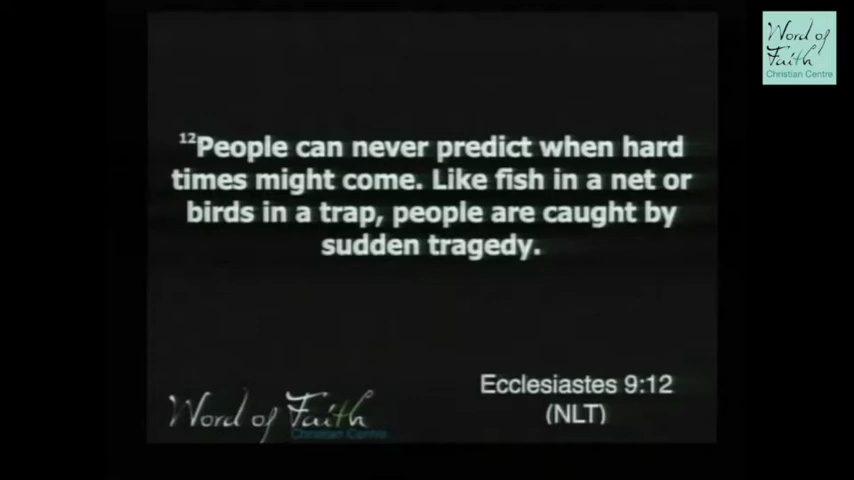 Word of
Faith
Christian Centre
¹²People can never predict when hard
times might come. Like fish in a net or
birds in a trap, people are caught by
sudden tragedy.
Ecclesiastes 9:12
(NLT)
Word of Faith
Christian Centre